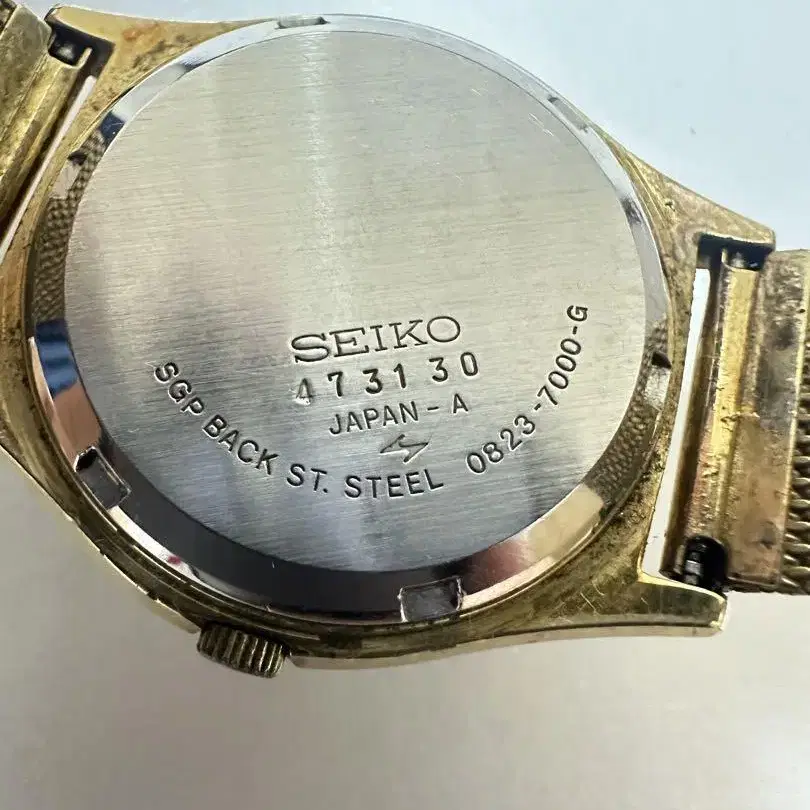 SEIKO
473130
JAPAN-A
SGP BACK ST. STEEL 0823-7000-G